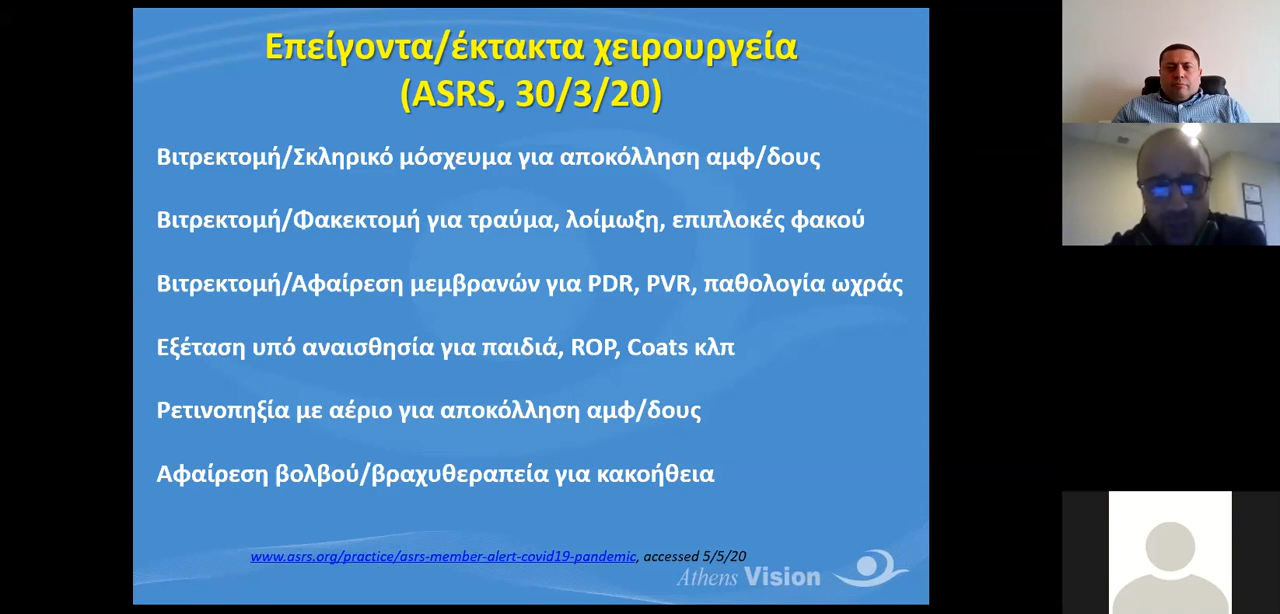 Επείγοντα/έκτακτα χειρουργεία
(ASRS, 30/3/20)
Βιτρεκτομή/Σκληρικό μόσχευμα για αποκόλληση αμφ/δους
Βιτρεκτομή/Φακεκτομή για τραύμα, λοίμωξη, επιπλοκές φακού
Βιτρεκτομή/Αφαίρεση μεμβρανών για PDR, PVR, παθολογία ωχράς
Εξέταση υπό αναισθησία για παιδιά, ROP, Coats κλπ
Ρετινοπηξία με αέριο για αποκόλληση αμφ/δους
Αφαίρεση βολβού/βραχυθεραπεία για κακοήθεια
www.asrs.org/practice/asrs-member-alert-covid19-pandemic, accessed 5/5/20
Athens Vision